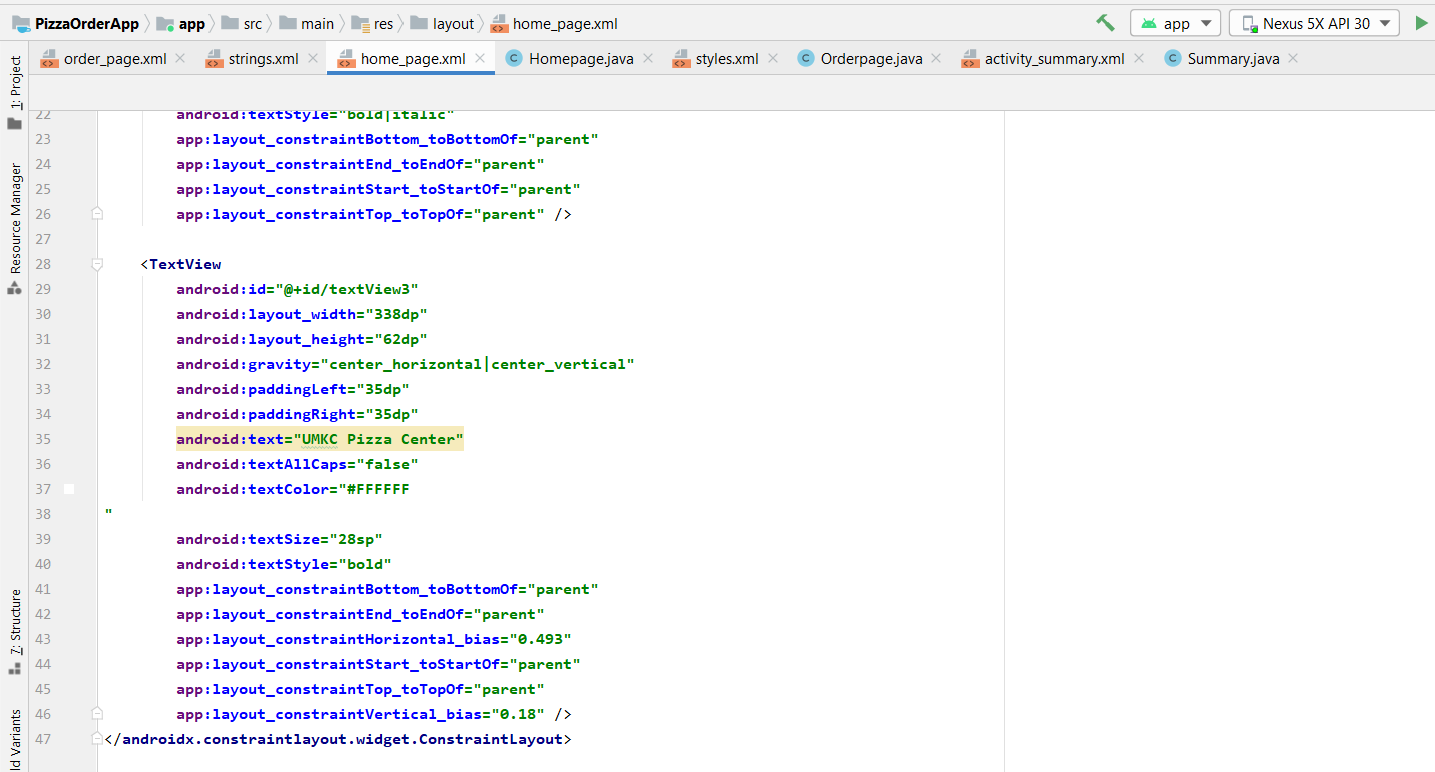 PizzaOrderApp app src main res layout home_page.xml app Nexus 5X API 30
order_page.xml strings.xml home_page.xml Homepage.java styles.xml Orderpage.java activity_summary.xml Summary.java
1: Project
Resource Manager
7: Structure
ld Variants
22 android:textStyle="bold|italic"
23 app:layout_constraintBottom_toBottomOf="parent"
24 app:layout_constraintEnd_toEndOf="parent"
25 app:layout_constraintStart_toStartOf="parent"
26 app:layout_constraintTop_toTopOf="parent" />
27
28 <TextView
29 android:id="@+id/textView3"
30 android:layout_width="338dp"
31 android:layout_height="62dp"
32 android:gravity="center_horizontal|center_vertical"
33 android:paddingLeft="35dp"
34 android:paddingRight="35dp"
35 android:text="UMKC Pizza Center"
36 android:textAllCaps="false"
37 android:textColor="#FFFFFF
38 "
39 android:textSize="28sp"
40 android:textStyle="bold"
41 app:layout_constraintBottom_toBottomOf="parent"
42 app:layout_constraintEnd_toEndOf="parent"
43 app:layout_constraintHorizontal_bias="0.493"
44 app:layout_constraintStart_toStartOf="parent"
45 app:layout_constraintTop_toTopOf="parent"
46 app:layout_constraintVertical_bias="0.18" />
47 </androidx.constraintlayout.widget.ConstraintLayout>